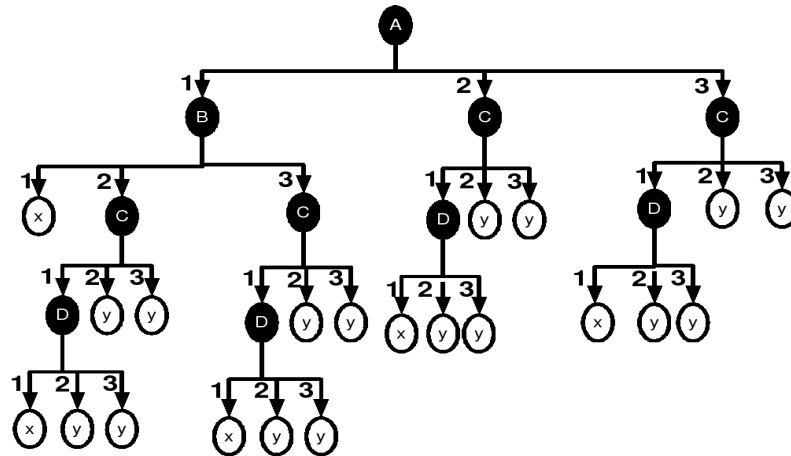 A
1 2 3
B C C
1 2 3 1 2 3 1 2 3
x C C D y y D y y
1 2 3 1 2 3 1 2 3 1 2 3
D y y D y y x y y x y y
1 2 3 1 2 3
x y y x y y